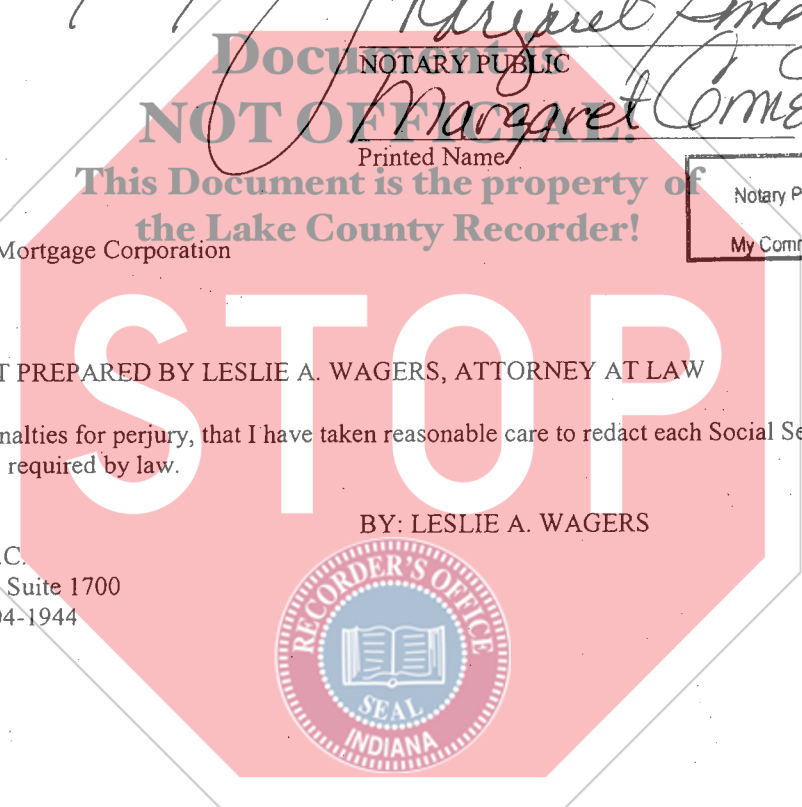 Margaret
Document is
NOTARY PUBLIC
NOT OFFICIAL!
Margaret
Printed Name
This Document is the property of
Notary P
the Lake County Recorder!
My Comm
Mortgage Corporation
STOP
T PREPARED BY LESLIE A. WAGERS, ATTORNEY AT LAW
nalties for perjury, that I have taken reasonable care to redact each Social Se
required by law.
BY: LESLIE A. WAGERS
.C.
Suite 1700
04-1944
RECORDER'S OFFICE
SEAL
INDIANA